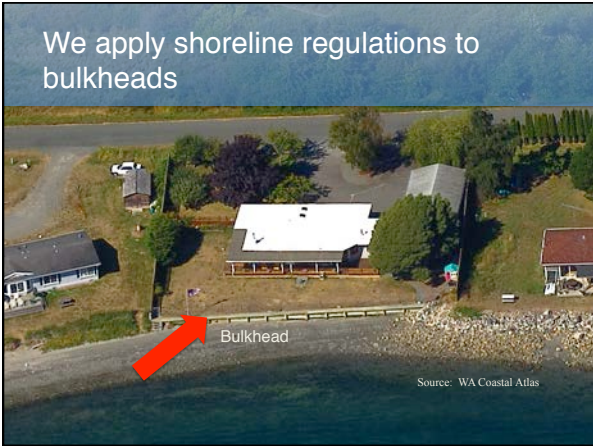 We apply shoreline regulations to
bulkheads
Bulkhead
Source: WA Coastal Atlas